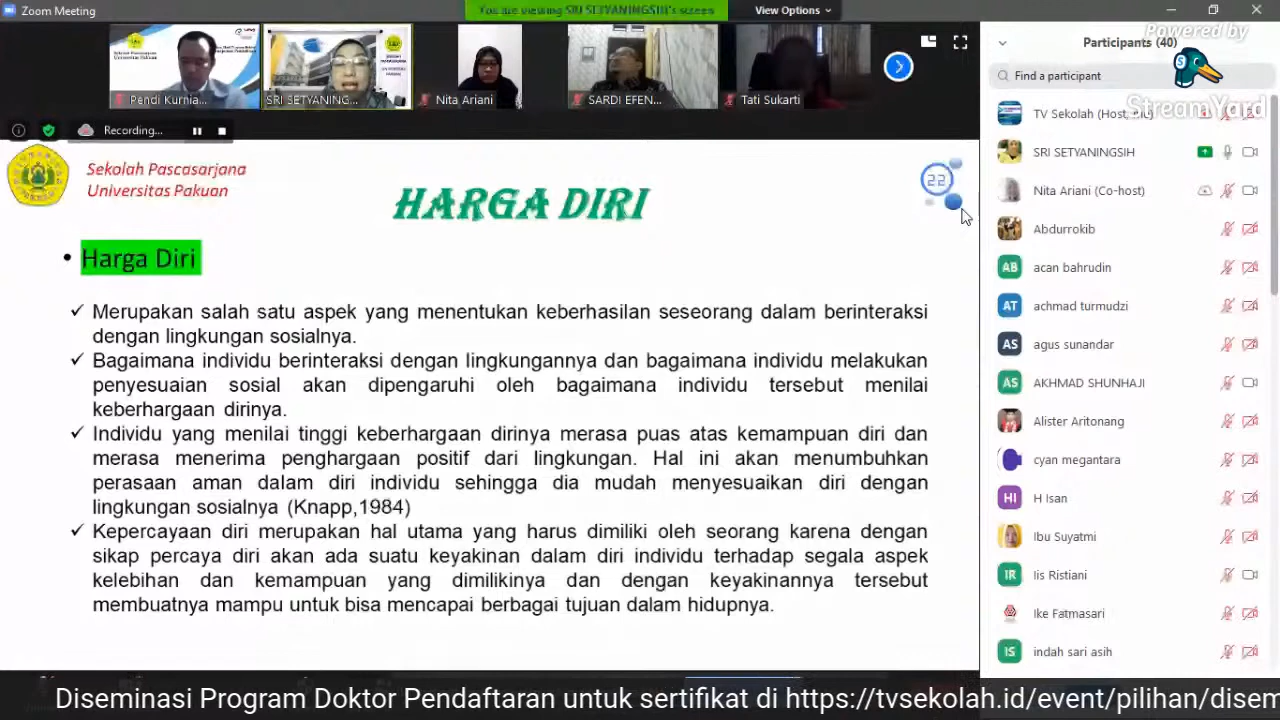 Zoom Meeting
You are viewing SRI SETYANINGSIH's screen
View Options
Pendi Kurnia...
SRI SETYANING...
Nita Ariani
SARDI EFEN...
Tati Sukarti
Recording...
Sekolah Pascasarjana
Universitas Pakuan
HARGA DIRI
22
• Harga Diri
✓ Merupakan salah satu aspek yang menentukan keberhasilan seseorang dalam berinteraksi
dengan lingkungan sosialnya.
✓ Bagaimana individu berinteraksi dengan lingkungannya dan bagaimana individu melakukan
penyesuaian sosial akan dipengaruhi oleh bagaimana individu tersebut menilai
keberhargaan dirinya.
✓ Individu yang menilai tinggi keberhargaan dirinya merasa puas atas kemampuan diri dan
merasa menerima penghargaan positif dari lingkungan. Hal ini akan menumbuhkan
perasaan aman dalam diri individu sehingga dia mudah menyesuaikan diri dengan
lingkungan sosialnya (Knapp,1984)
✓ Kepercayaan diri merupakan hal utama yang harus dimiliki oleh seorang karena dengan
sikap percaya diri akan ada suatu keyakinan dalam diri individu terhadap segala aspek
kelebihan dan kemampuan yang dimilikinya dan dengan keyakinannya tersebut
membuatnya mampu untuk bisa mencapai berbagai tujuan dalam hidupnya.
Participants (40)
Powered by
StreamYard
Find a participant
TV Sekolah (Host, me)
SRI SETYANINGSIH
Nita Ariani (Co-host)
Abdurrokib
AB acan bahrudin
AT achmad turmudzi
AS agus sunandar
AS AKHMAD SHUNHAJI
Alister Aritonang
cyan megantara
HI H Isan
Ibu Suyatmi
IR Iis Ristiani
Ike Fatmasari
IS indah sari asih
Diseminasi Program Doktor Pendaftaran untuk sertifikat di https://tvsekolah.id/event/pilihan/disem